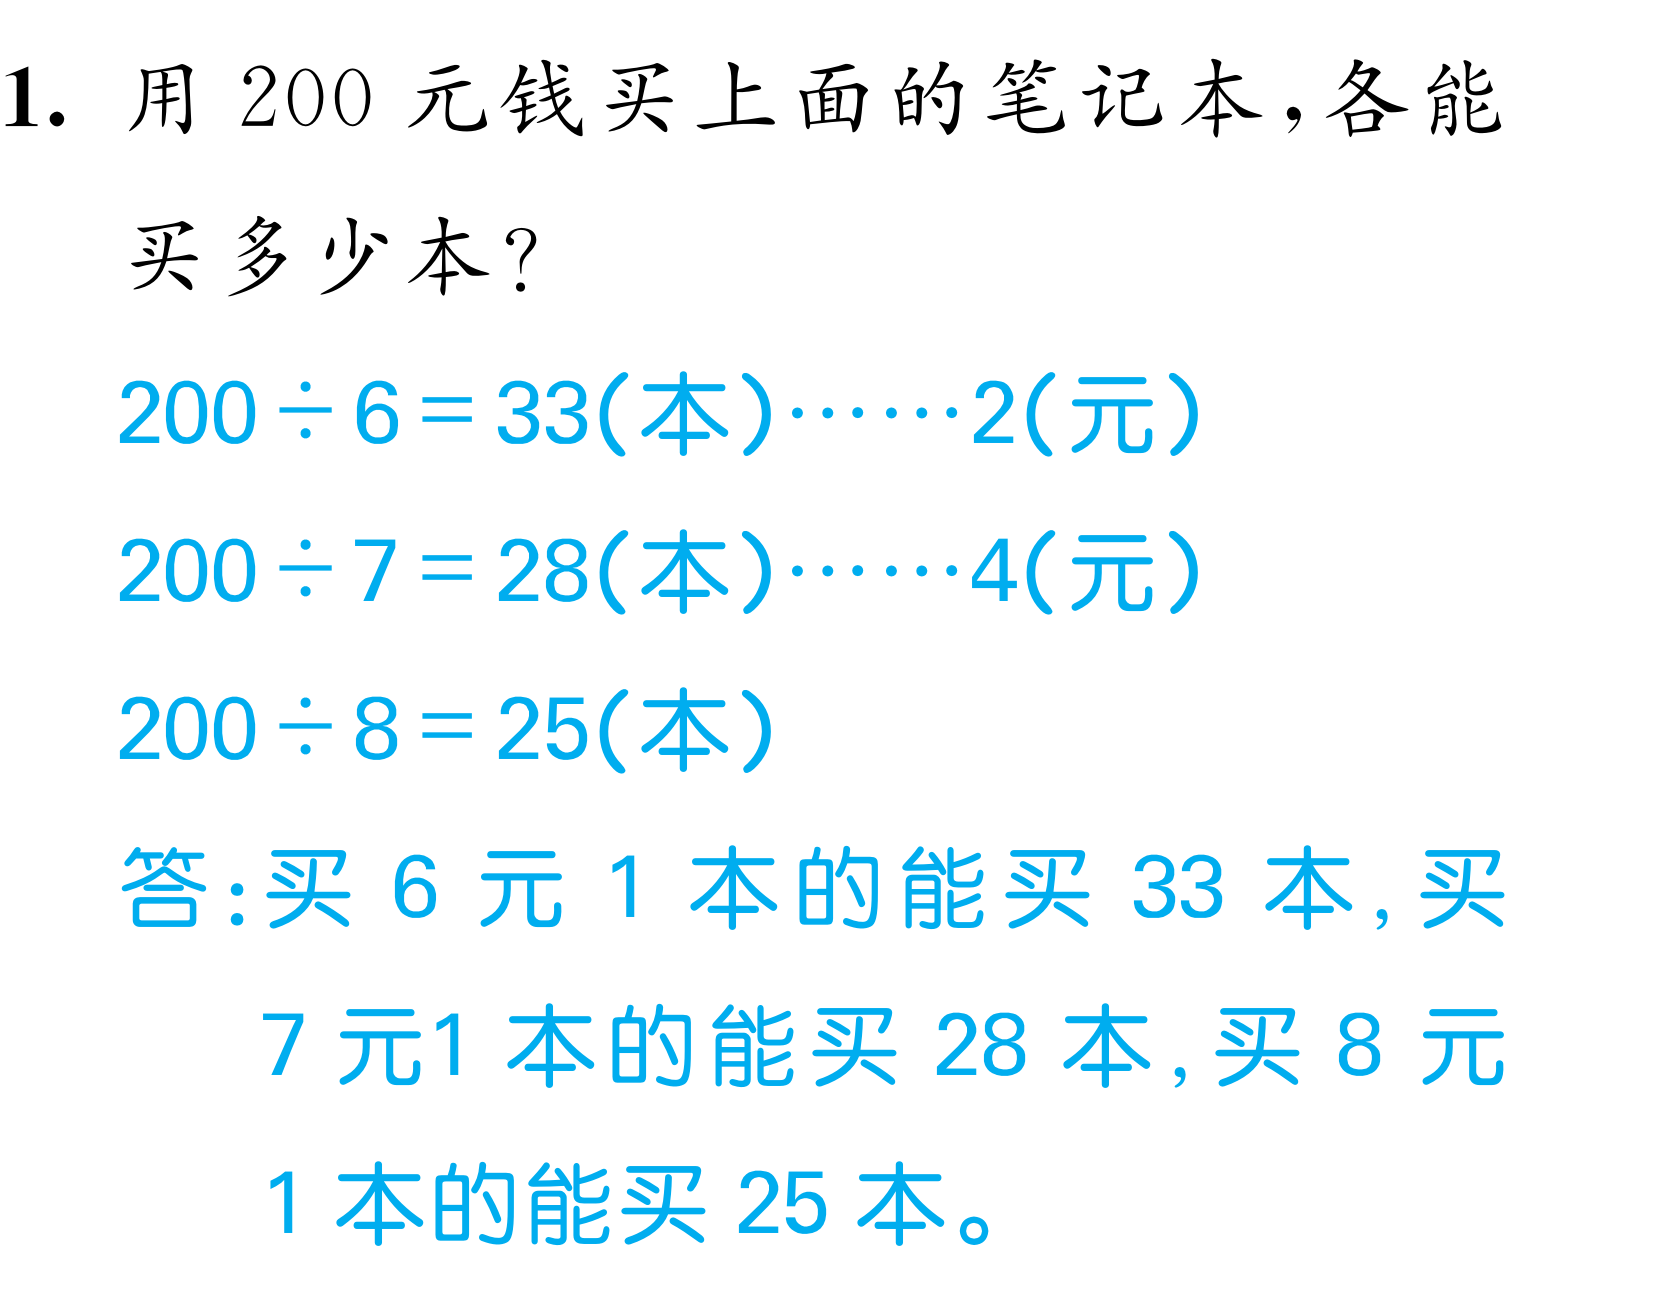 1. 用 200 元钱买上面的笔记本,各能
买多少本?
200÷6=33(本)……2(元)
200÷7=28(本)……4(元)
200÷8=25(本)
答:买 6 元 1 本的能买 33 本,买
7 元1 本的能买 28 本,买 8 元
1 本的能买 25 本。